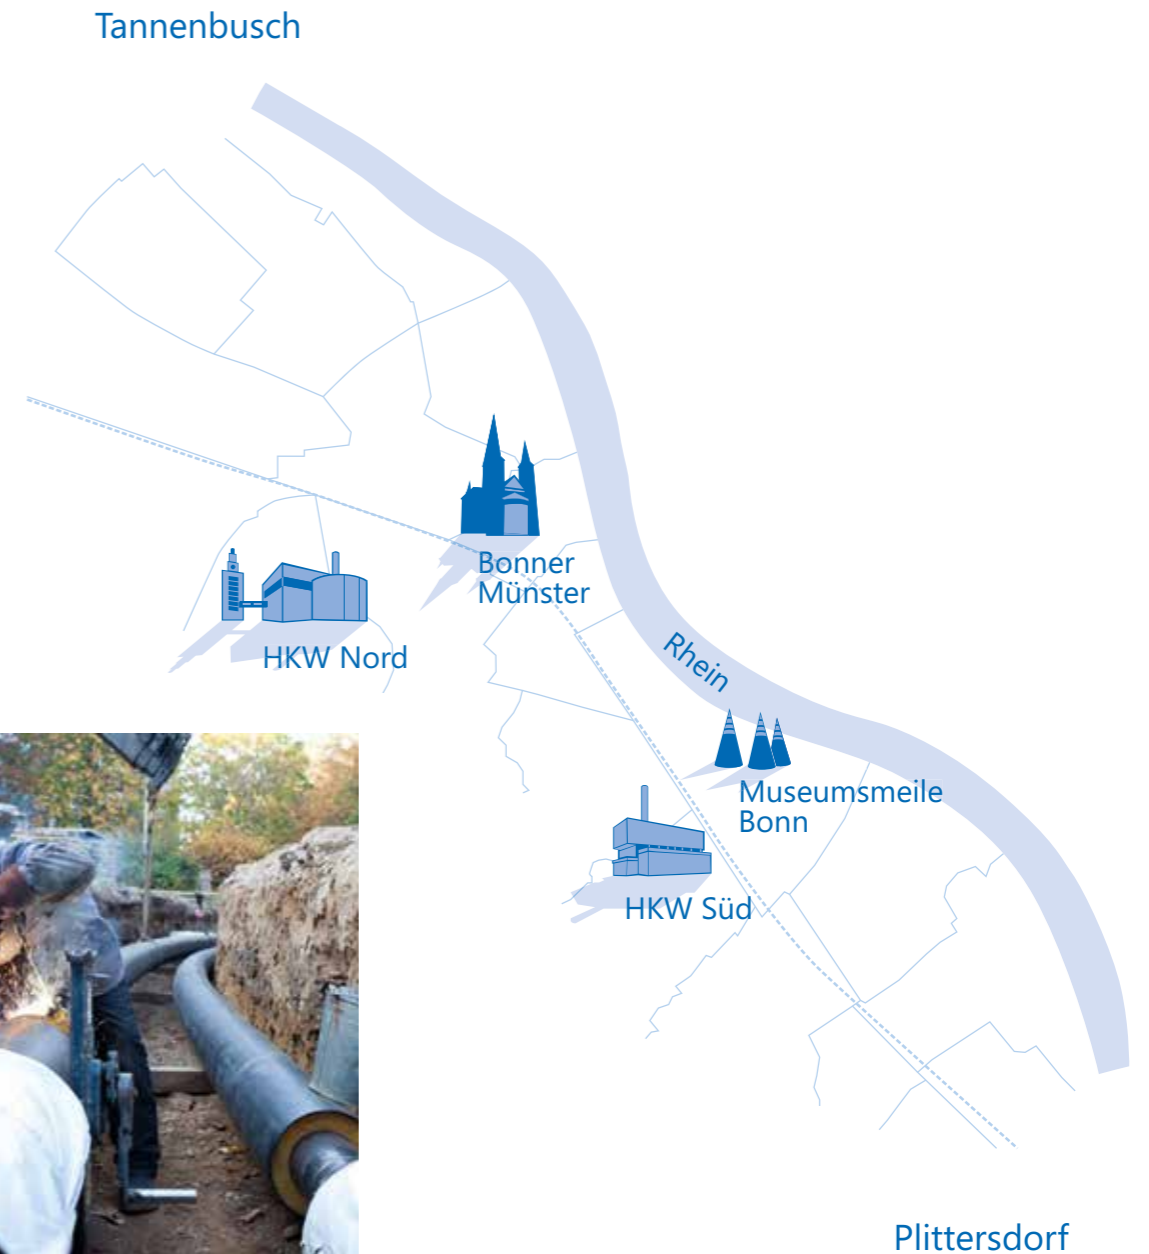 Tannenbusch
Bonner
Münster
HKW Nord
Rhein
Museumsmeile
Bonn
HKW Süd
Plittersdorf